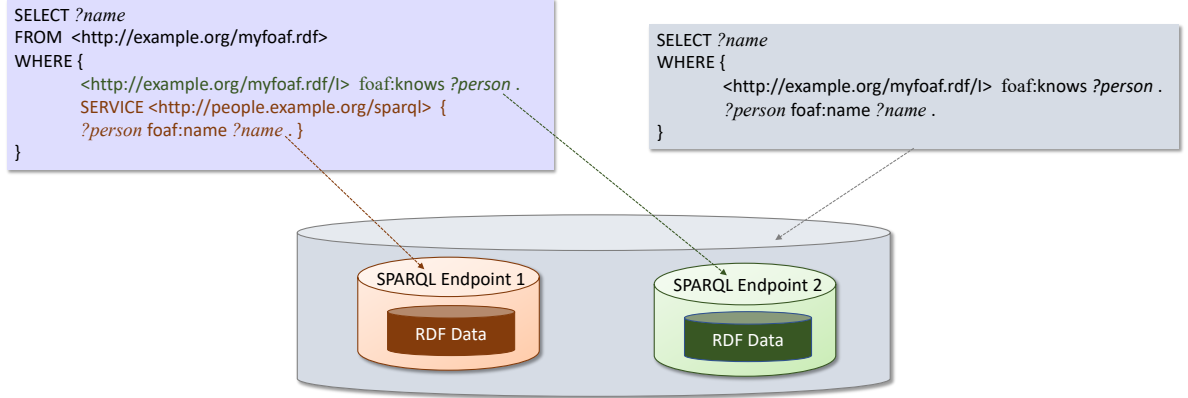 SELECT ?name
FROM <http://example.org/myfoaf.rdf>
WHERE {
<http://example.org/myfoaf.rdf/I> foaf:knows ?person .
SERVICE <http://people.example.org/sparql> {
?person foaf:name ?name . }
}
SELECT ?name
WHERE {
<http://example.org/myfoaf.rdf/I> foaf:knows ?person .
?person foaf:name ?name .
}
SPARQL Endpoint 1
RDF Data
SPARQL Endpoint 2
RDF Data